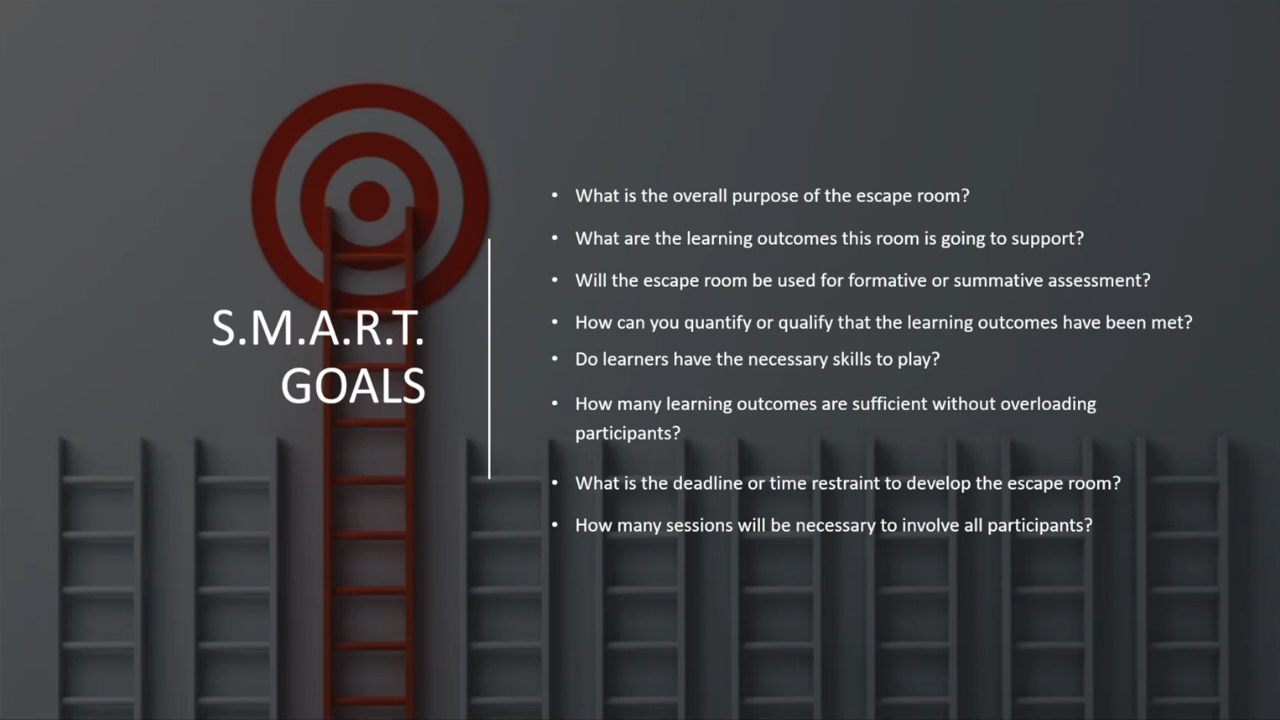 S.M.A.R.T.
GOALS
• What is the overall purpose of the escape room?
• What are the learning outcomes this room is going to support?
• Will the escape room be used for formative or summative assessment?
• How can you quantify or qualify that the learning outcomes have been met?
• Do learners have the necessary skills to play?
• How many learning outcomes are sufficient without overloading
participants?
• What is the deadline or time restraint to develop the escape room?
• How many sessions will be necessary to involve all participants?